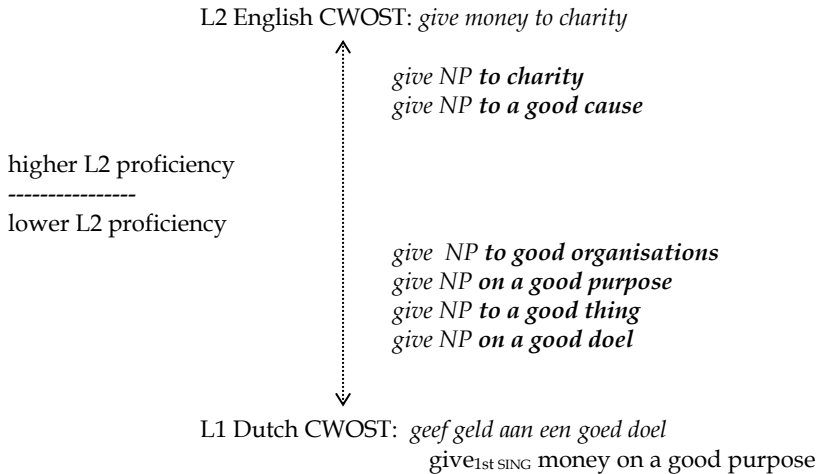 L2 English CWOST: give money to charity
give NP to charity
give NP to a good cause
higher L2 proficiency
----------------
lower L2 proficiency
give NP to good organisations
give NP on a good purpose
give NP to a good thing
give NP on a good doel
L1 Dutch CWOST: geef geld aan een goed doel
give1st SING money on a good purpose